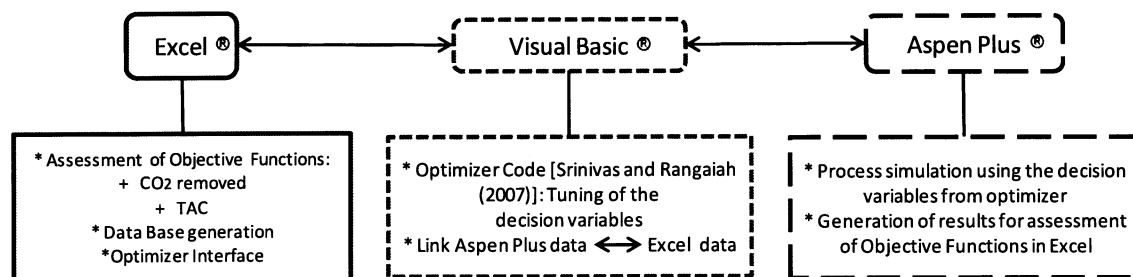 Excel ®
Visual Basic ®
Aspen Plus ®
* Assessment of Objective Functions:
+ CO2 removed
+ TAC
* Data Base generation
*Optimizer Interface
* Optimizer Code [Srinivas and Rangaiah
(2007)]: Tuning of the
decision variables
* Link Aspen Plus data ⟷ Excel data
* Process simulation using the decision
variables from optimizer
* Generation of results for assessment
of Objective Functions in Excel